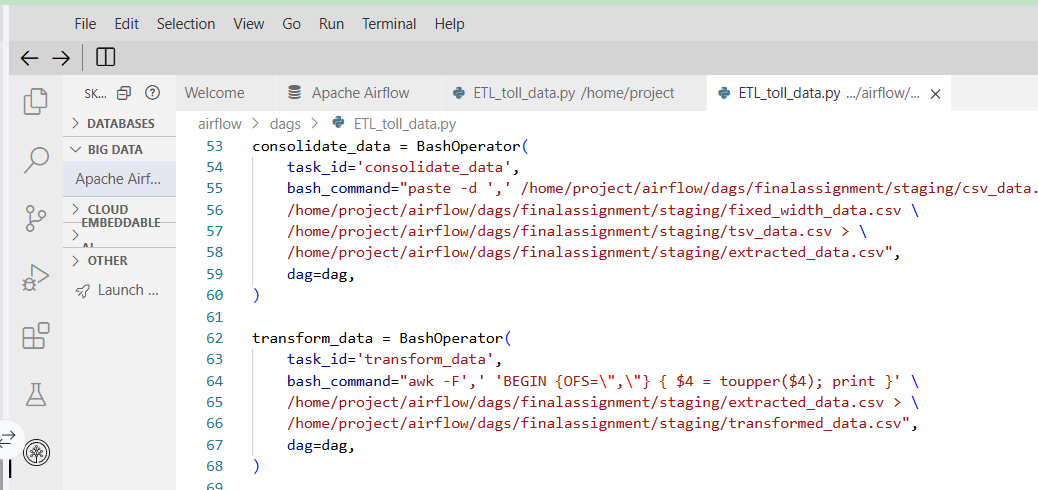 File Edit Selection View Go Run Terminal Help
SK...
Welcome Apache Airflow ETL_toll_data.py /home/project ETL_toll_data.py .../airflow/...
DATABASES
BIG DATA
Apache Airf...
CLOUD
EMBEDDABLE
AI
OTHER
Launch ...
airflow > dags > ETL_toll_data.py
53 consolidate_data = BashOperator(
54 task_id='consolidate_data',
55 bash_command="paste -d ',' /home/project/airflow/dags/finalassignment/staging/csv_data.
56 /home/project/airflow/dags/finalassignment/staging/fixed_width_data.csv \
57 /home/project/airflow/dags/finalassignment/staging/tsv_data.csv > \
58 /home/project/airflow/dags/finalassignment/staging/extracted_data.csv",
59 dag=dag,
60 )
61
62 transform_data = BashOperator(
63 task_id='transform_data',
64 bash_command="awk -F',' 'BEGIN {OFS=\",\"} { $4 = toupper($4); print }' \
65 /home/project/airflow/dags/finalassignment/staging/extracted_data.csv > \
66 /home/project/airflow/dags/finalassignment/staging/transformed_data.csv",
67 dag=dag,
68 )
69